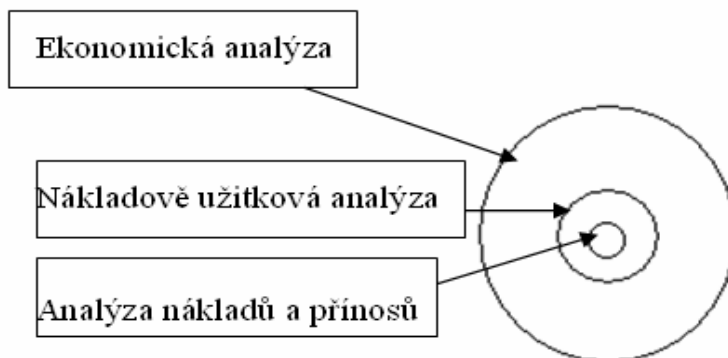 Ekonomická analýza
Nákladově užitková analýza
Analýza nákladů a přínosů